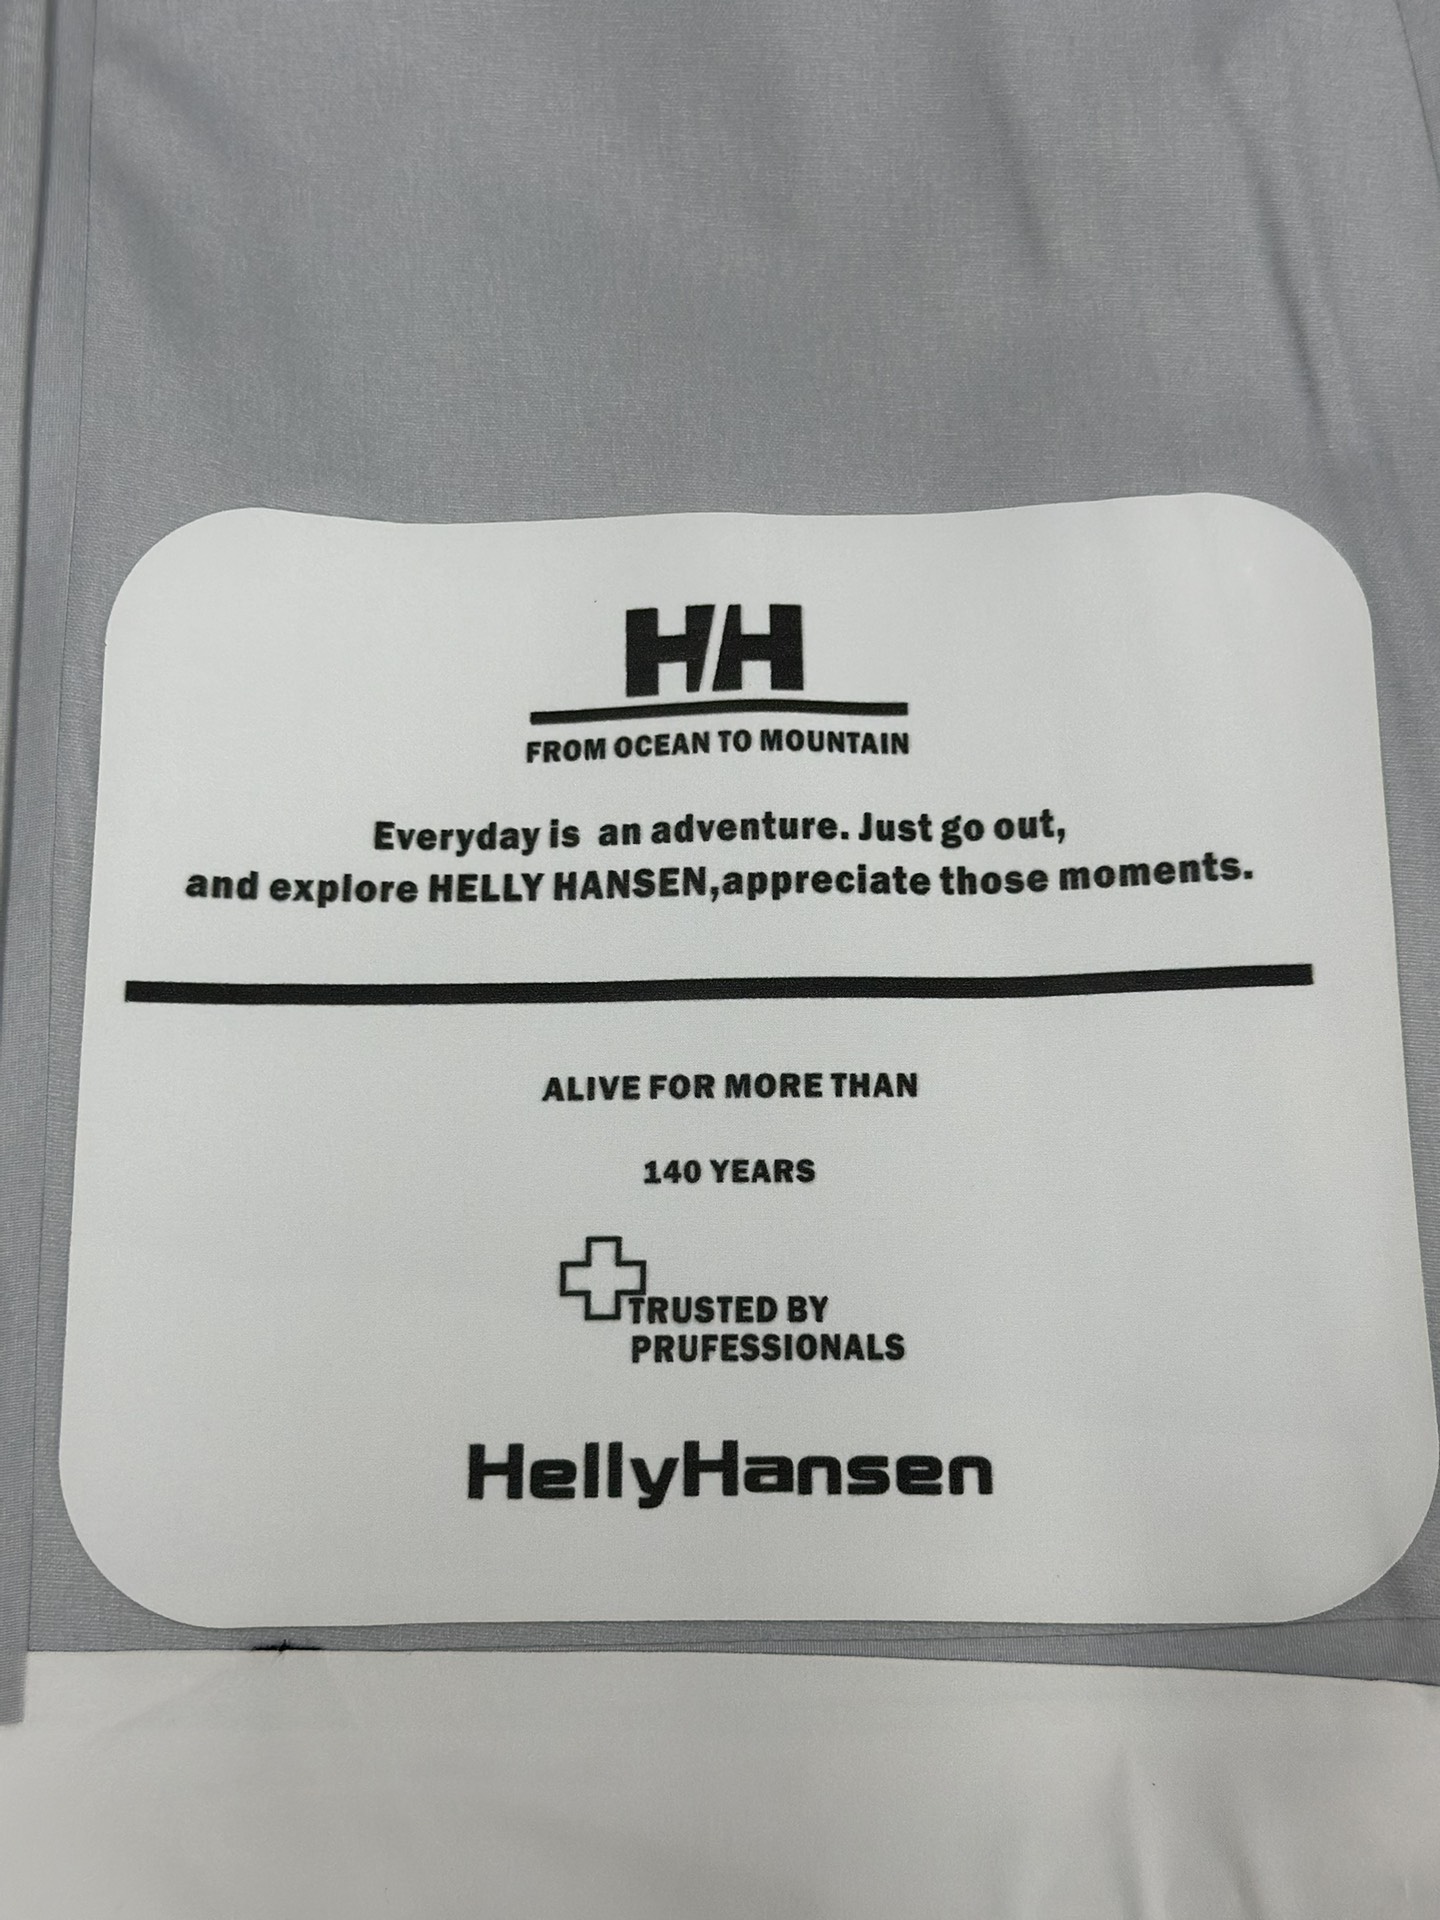 HH
FROM OCEAN TO MOUNTAIN
Everyday is an adventure. Just go out,
and explore HELLY HANSEN,appreciate those moments.
ALIVE FOR MORE THAN
140 YEARS
TRUSTED BY
PRUFESSIONALS
HellyHansen